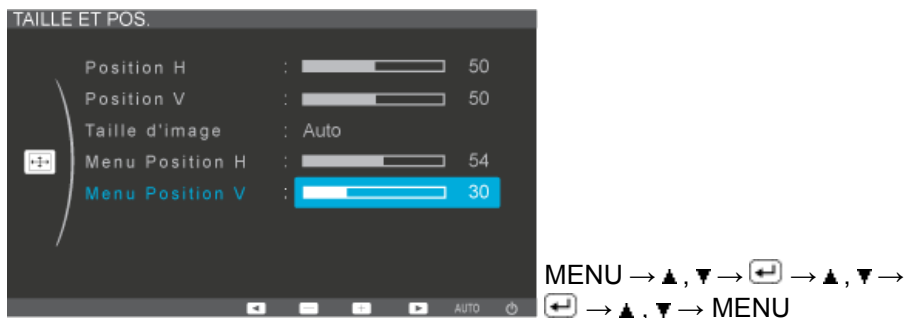 TAILLE ET POS.
Position H : 50
Position V : 50
Taille d'image : Auto
Menu Position H : 54
Menu Position V : 30
AUTO
MENU → ▲ , ▼ → ↵ → ▲ , ▼ →
↵ → ▲ , ▼ → MENU